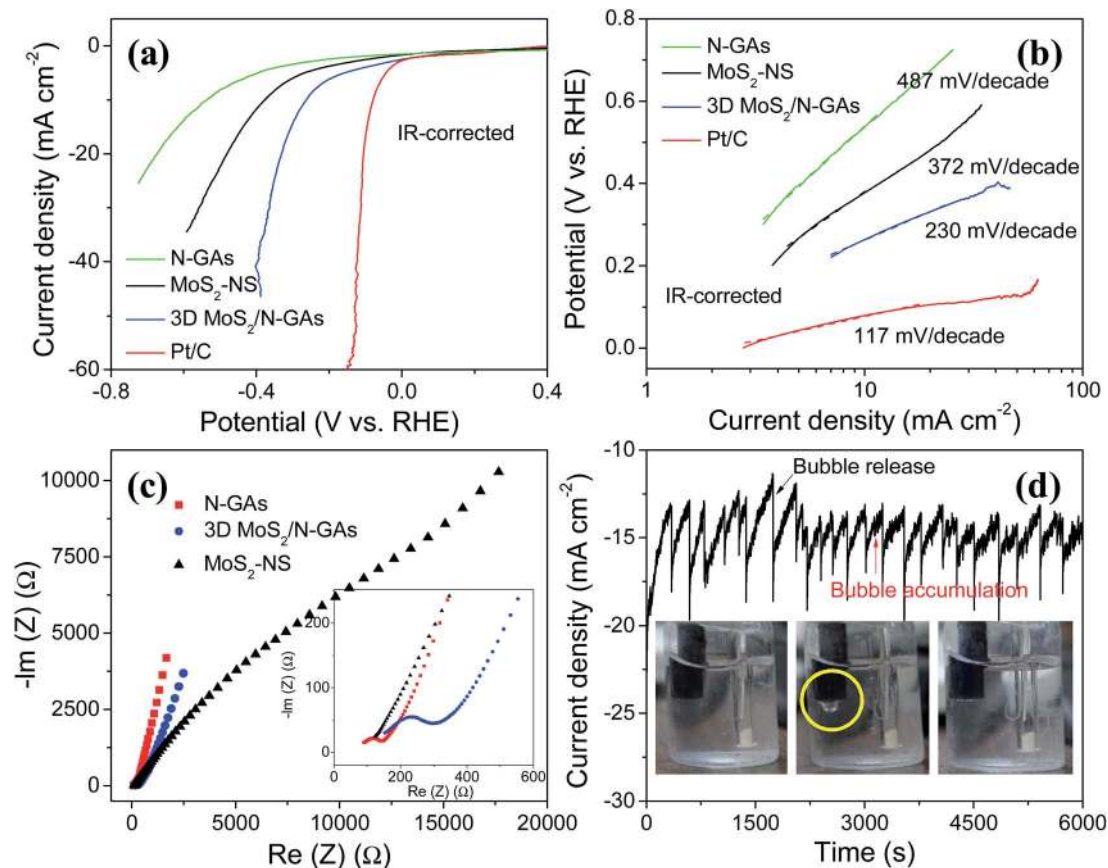 (a)
N-GAs
MoS2-NS
3D MoS2/N-GAs
Pt/C
IR-corrected
Current density (mA cm-2)
0
-20
-40
-60
-0.8
-0.4
0.0
0.4
Potential (V vs. RHE)
(b)
N-GAs
MoS2-NS
3D MoS2/N-GAs
Pt/C
487 mV/decade
372 mV/decade
230 mV/decade
117 mV/decade
IR-corrected
Potential (V vs. RHE)
0.8
0.6
0.4
0.2
0.0
1
10
100
Current density (mA cm-2)
(c)
N-GAs
3D MoS2/N-GAs
MoS2-NS
-Im (Z) (Ω)
10000
7500
5000
2500
0
0
5000
10000
15000
20000
Re (Z) (Ω)
-Im (Z) (Ω)
200
100
0
0
200
400
600
Re (Z) (Ω)
(d)
Bubble release
Bubble accumulation
Current density (mA cm-2)
-10
-15
-20
-25
-30
0
1500
3000
4500
6000
Time (s)